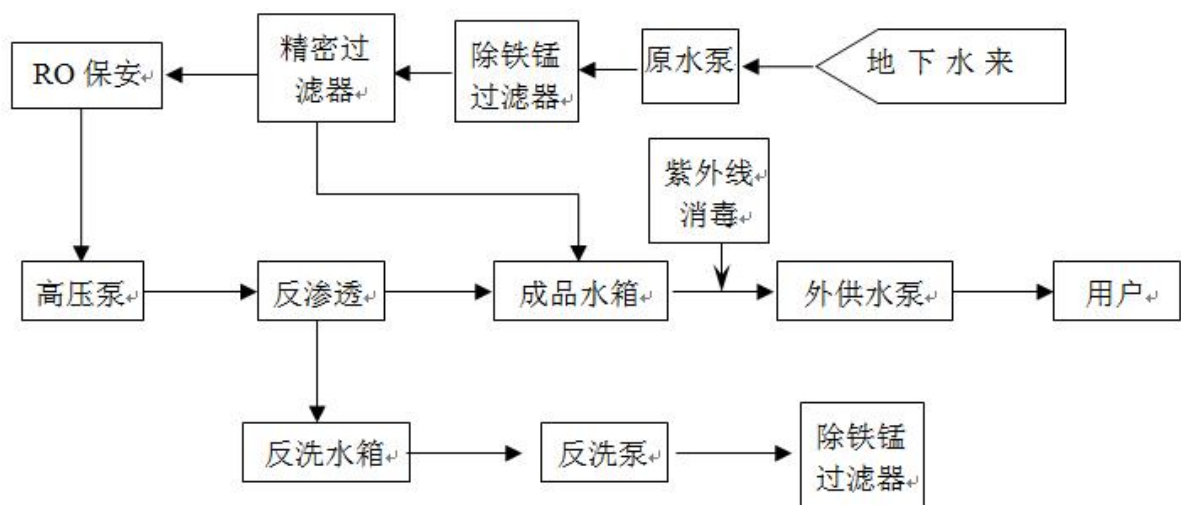 RO 保安
精密过
滤器
除铁锰
过滤器
原水泵
地 下 水 来
紫外线
消毒
高压泵
反渗透
成品水箱
外供水泵
用户
反洗水箱
反洗泵
除铁锰
过滤器